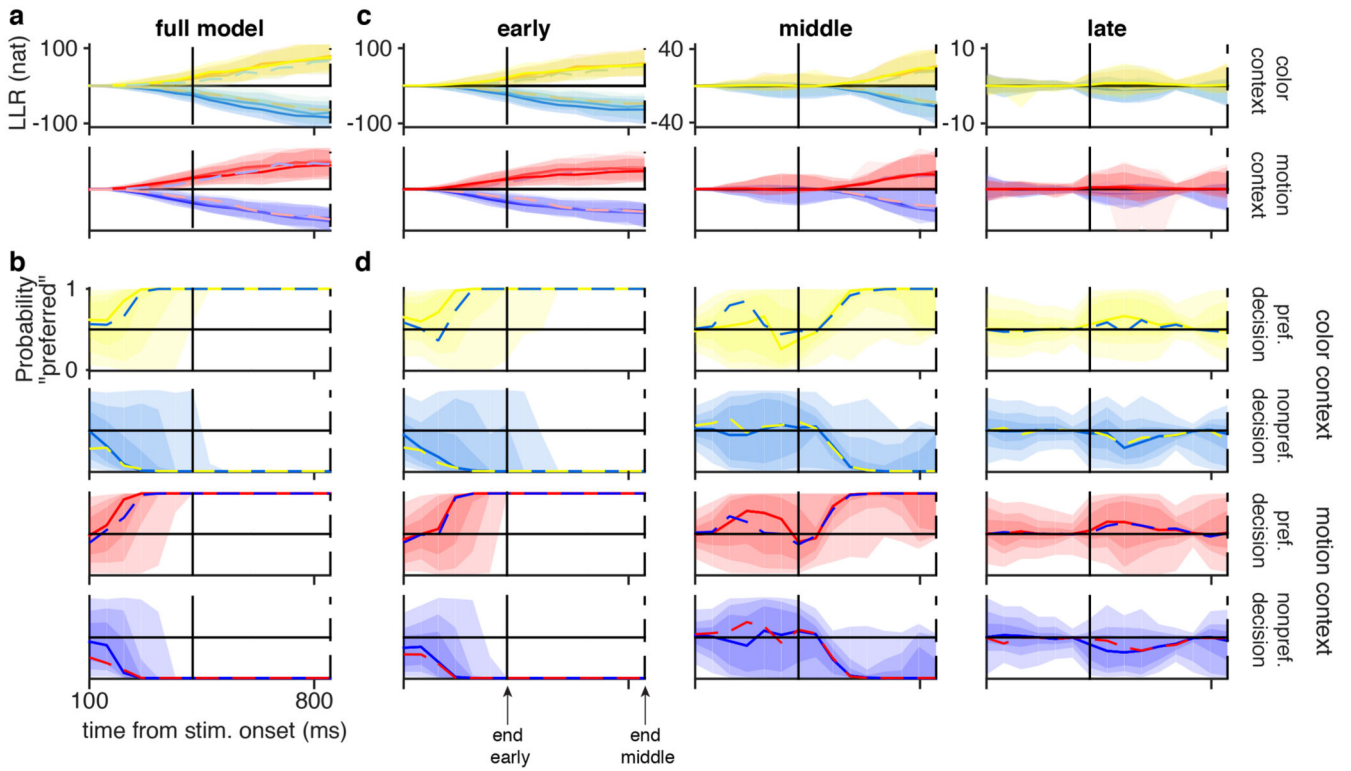 a
full model
c
early
middle
late
LLR (nat)
100
-100
100
-100
40
-40
10
-10
color
context
motion
context
b
d
Probability
"preferred"
1
0
pref.
decision
nonpref.
decision
color context
pref.
decision
nonpref.
decision
motion context
100
800
time from stim. onset (ms)
end
early
end
middle